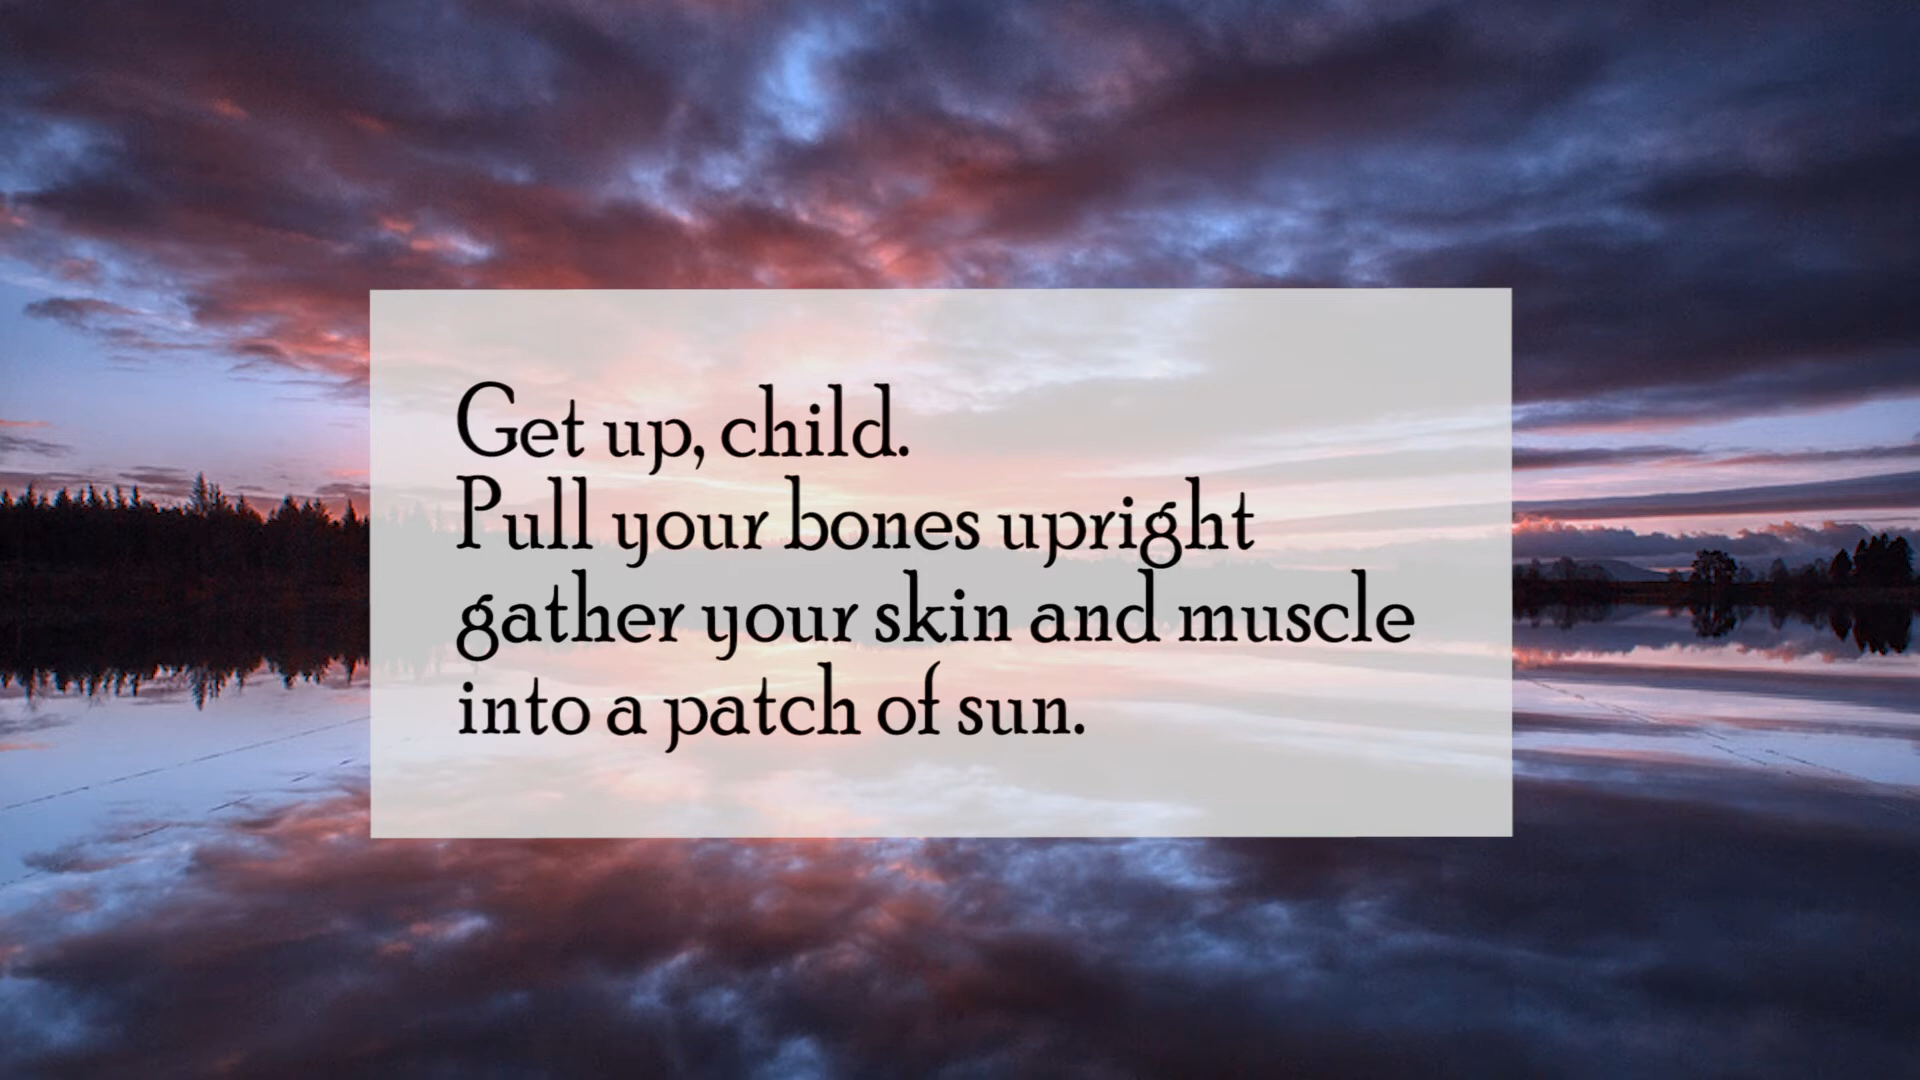 Get up, child.
Pull your bones upright
gather your skin and muscle
into a patch of sun.